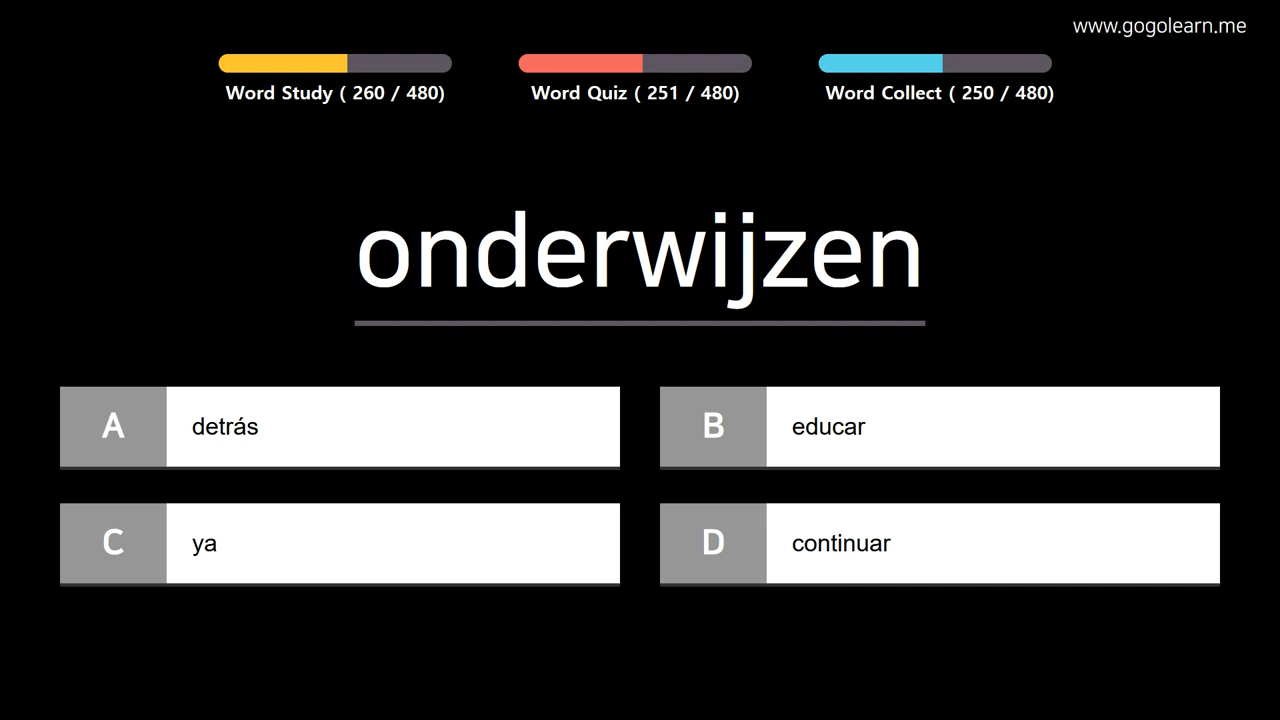 www.gogolearn.me
Word Study ( 260 / 480)
Word Quiz ( 251 / 480)
Word Collect ( 250 / 480)
onderwijzen
A
detrás
B
educar
C
ya
D
continuar